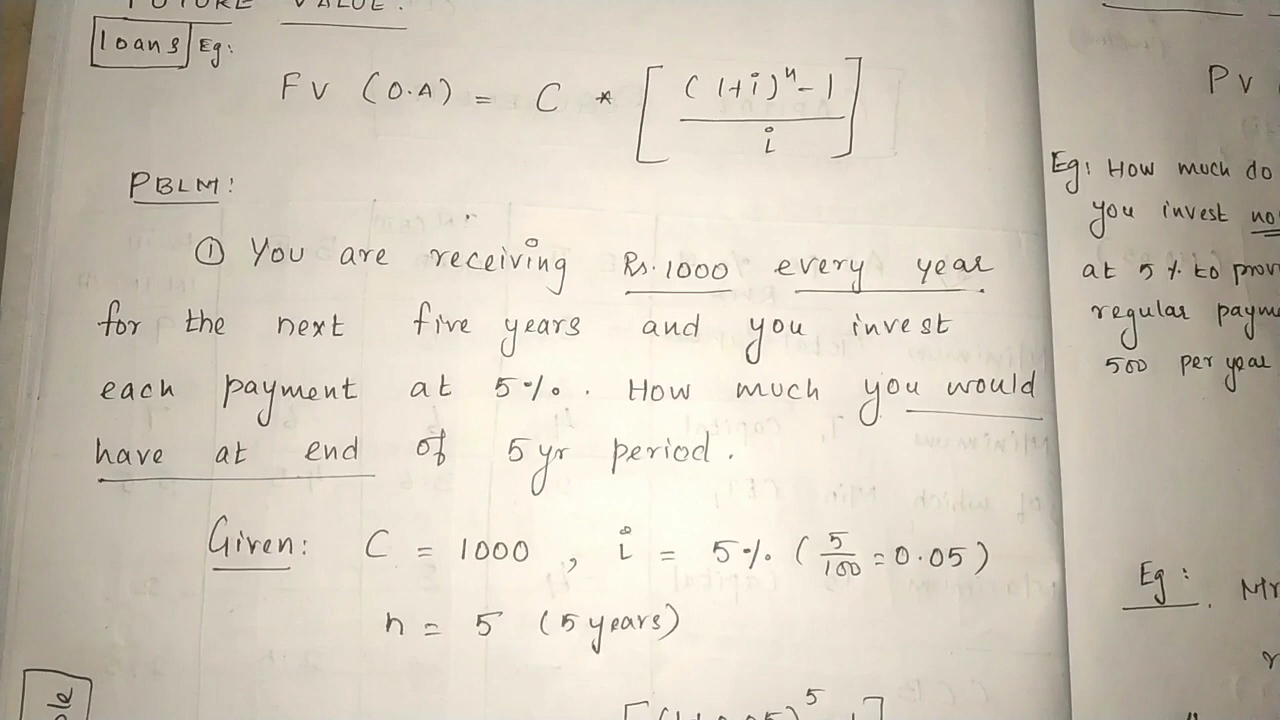 FUTURE VALUE:
loans Eg:
FV (O.A) = C * [ (1+i)^n - 1 / i ]
PBLM:
① You are receiving Rs.1000 every year
for the next five years and you invest
each payment at 5%. How much you would
have at end of 5 yr period.
Given: C = 1000, i = 5% (5/100 = 0.05)
n = 5 (5 years)
PV
Eg: How much do
you invest
at 5% to
regular
500 per year
Eg: Mr